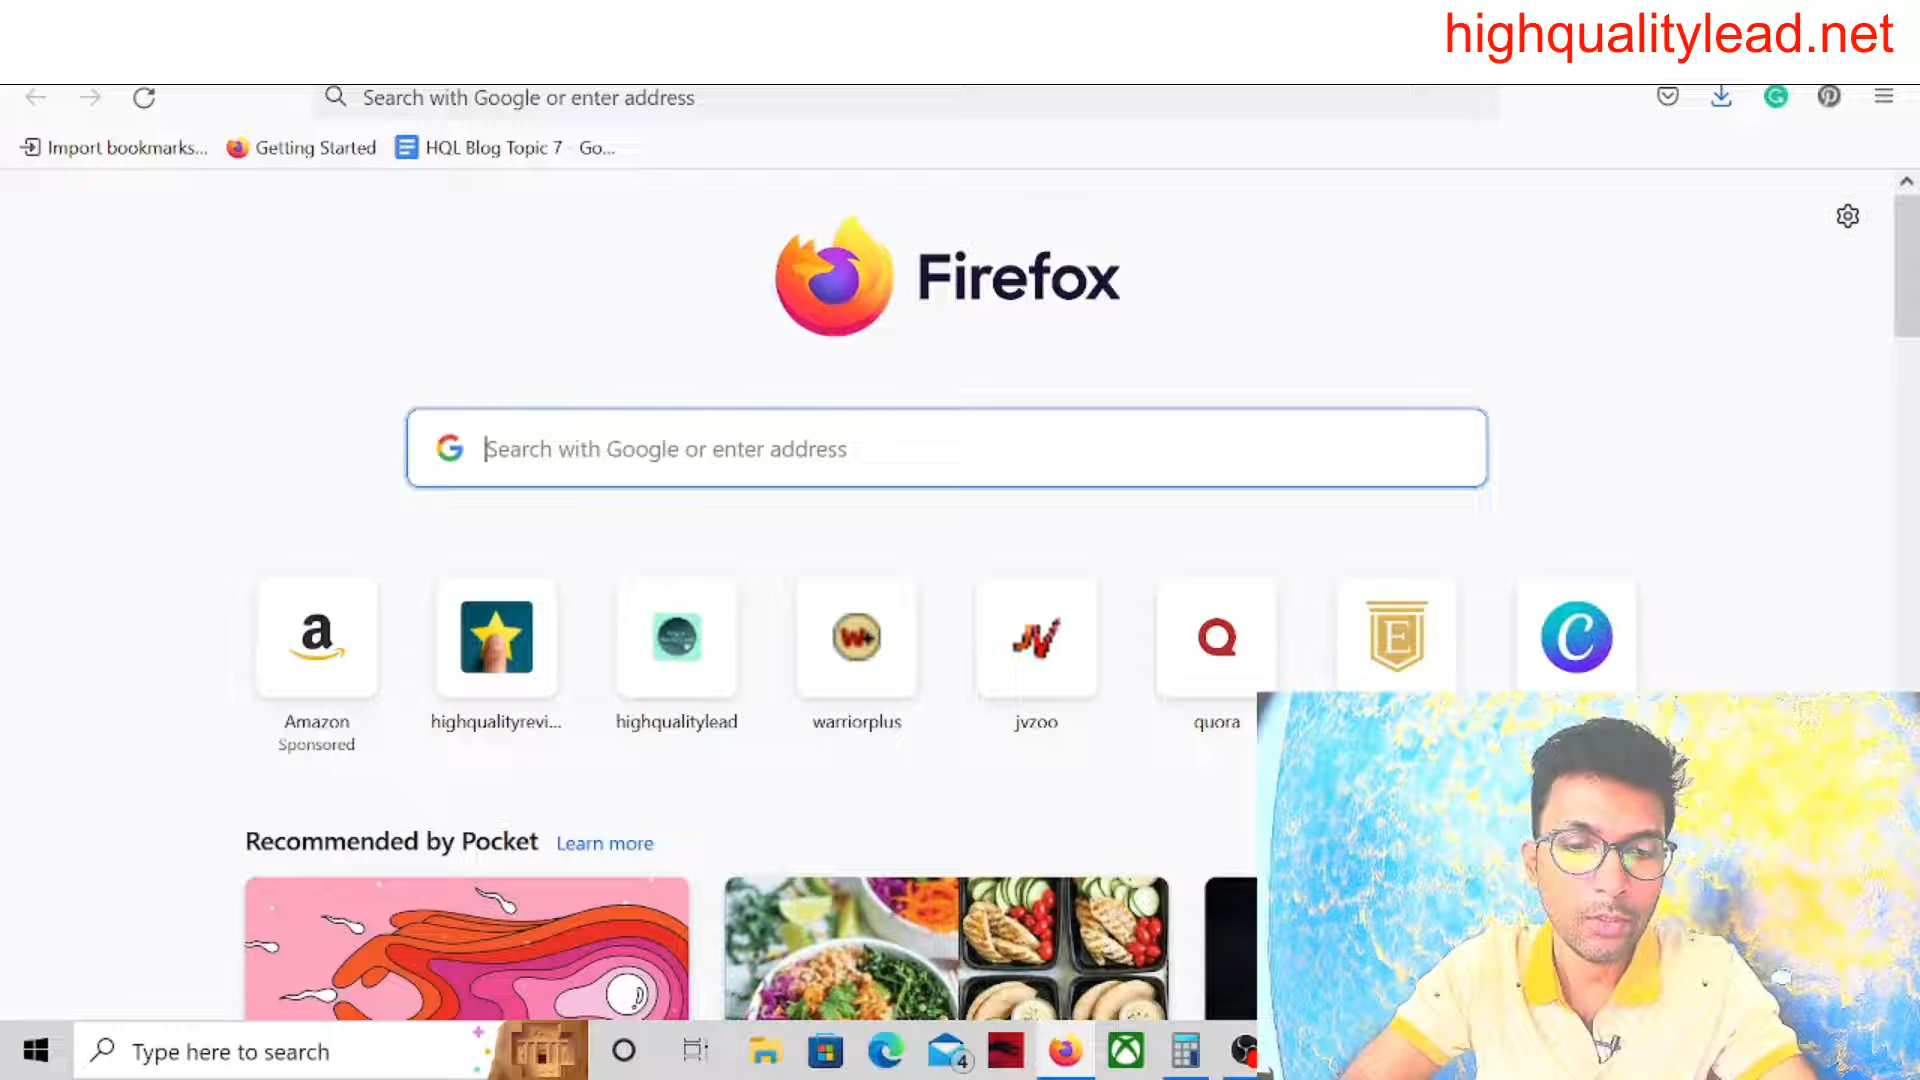 highqualitylead.net
Search with Google or enter address
Import bookmarks...
Getting Started
HQL Blog Topic 7 - Go...
Firefox
Search with Google or enter address
Amazon
Sponsored
highqualityrevi...
highqualitylead
warriorplus
jvzoo
quora
Recommended by Pocket
Learn more
Type here to search
4